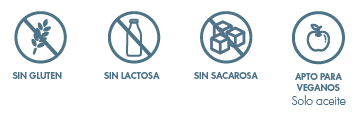 SIN GLUTEN
SIN LACTOSA
SIN SACAROSA
APTO PARA
VEGANOS
Solo aceite